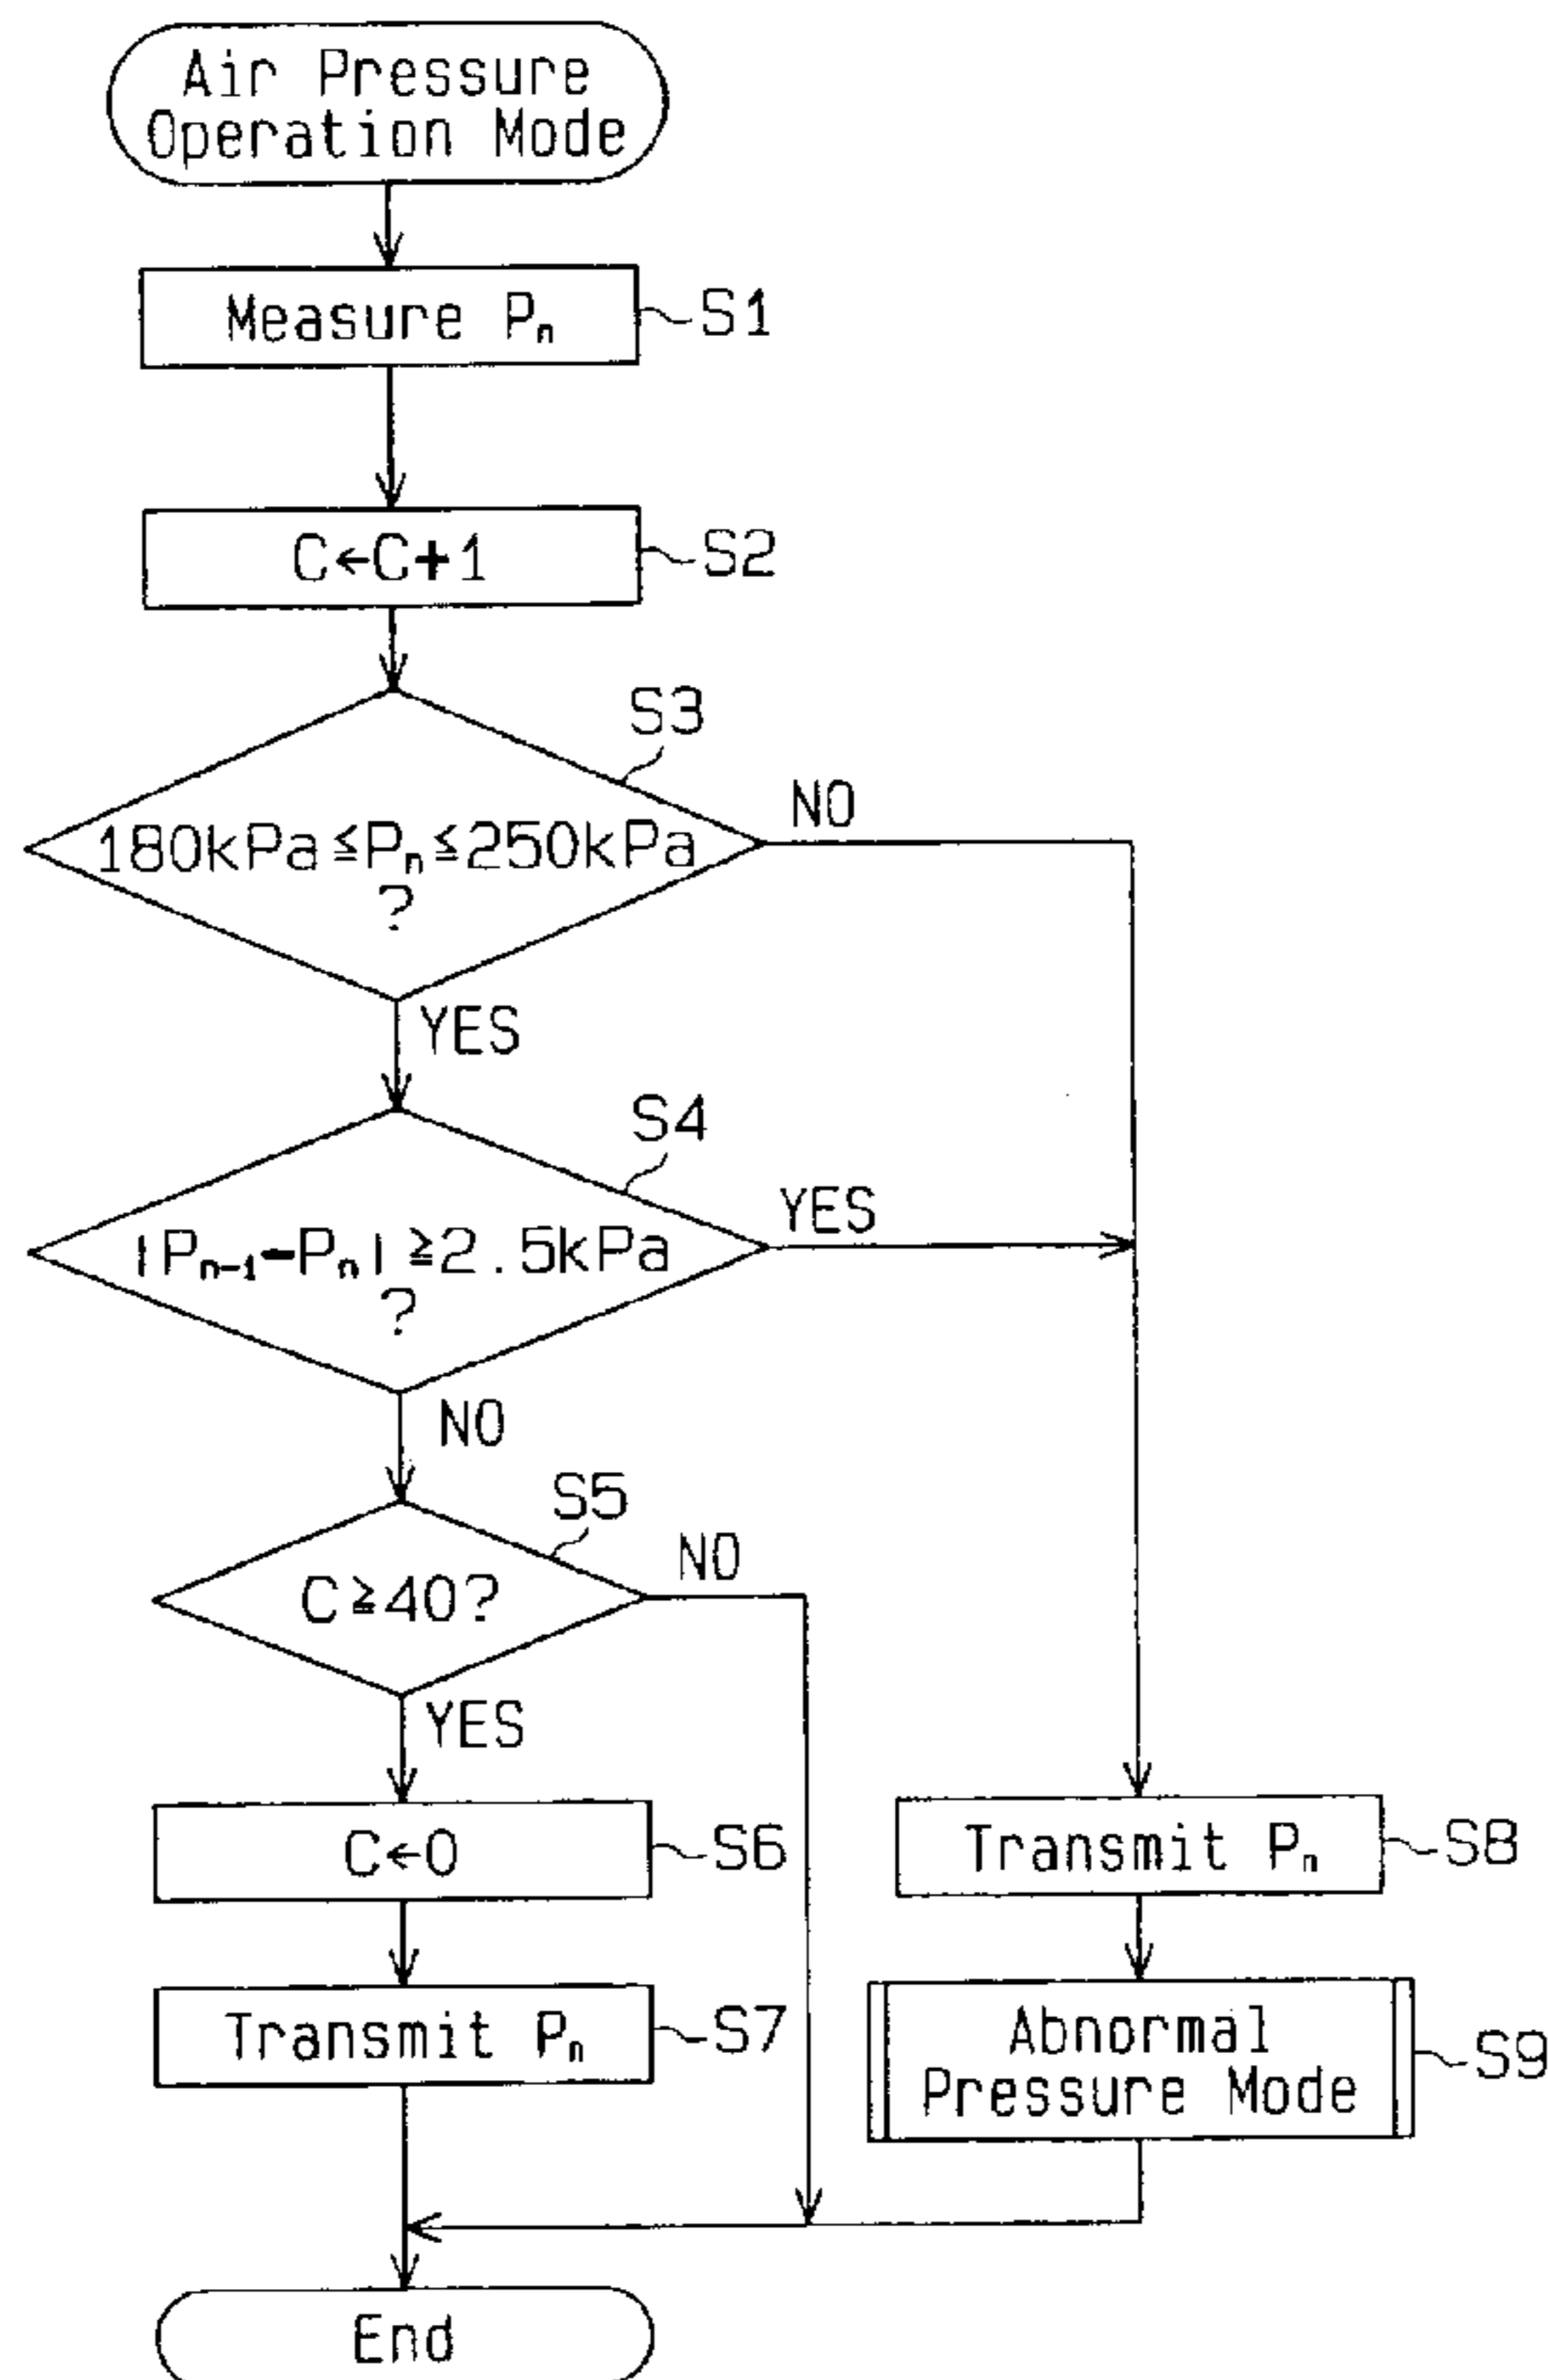 Air Pressure
Operation Mode
Measure Pₙ
S1
C←C+1
S2
S3
180kPa≦Pₙ≦250kPa
?
NO
YES
S4
|Pₙ₋₁−Pₙ|≧2.5kPa
?
YES
NO
S5
C≧40?
NO
YES
C←0
S6
Transmit Pₙ
S8
Transmit Pₙ
S7
Abnormal
Pressure Mode
S9
End